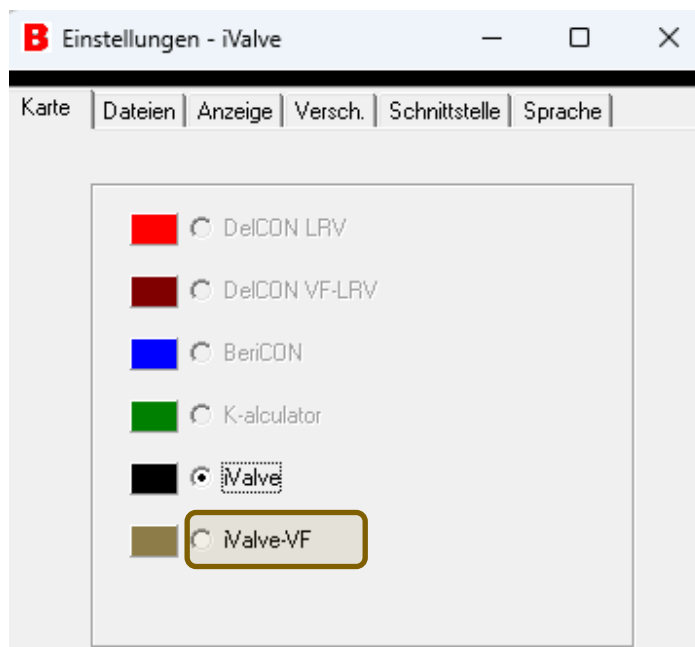 B Einstellungen - iValve
Karte Dateien Anzeige Versch. Schnittstelle Sprache
DelCON LRV
DelCON VF-LRV
BeriCON
K-alculator
iValve
iValve-VF